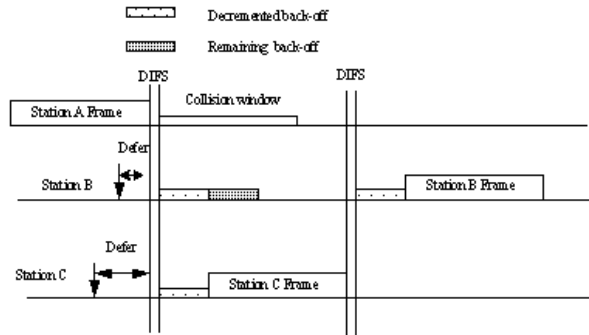 Decremented back-off
Remaining back-off
DIFS
DIFS
Station A Frame
Collision window
Defer
Station B
Station B Frame
Defer
Station C
Station C Frame